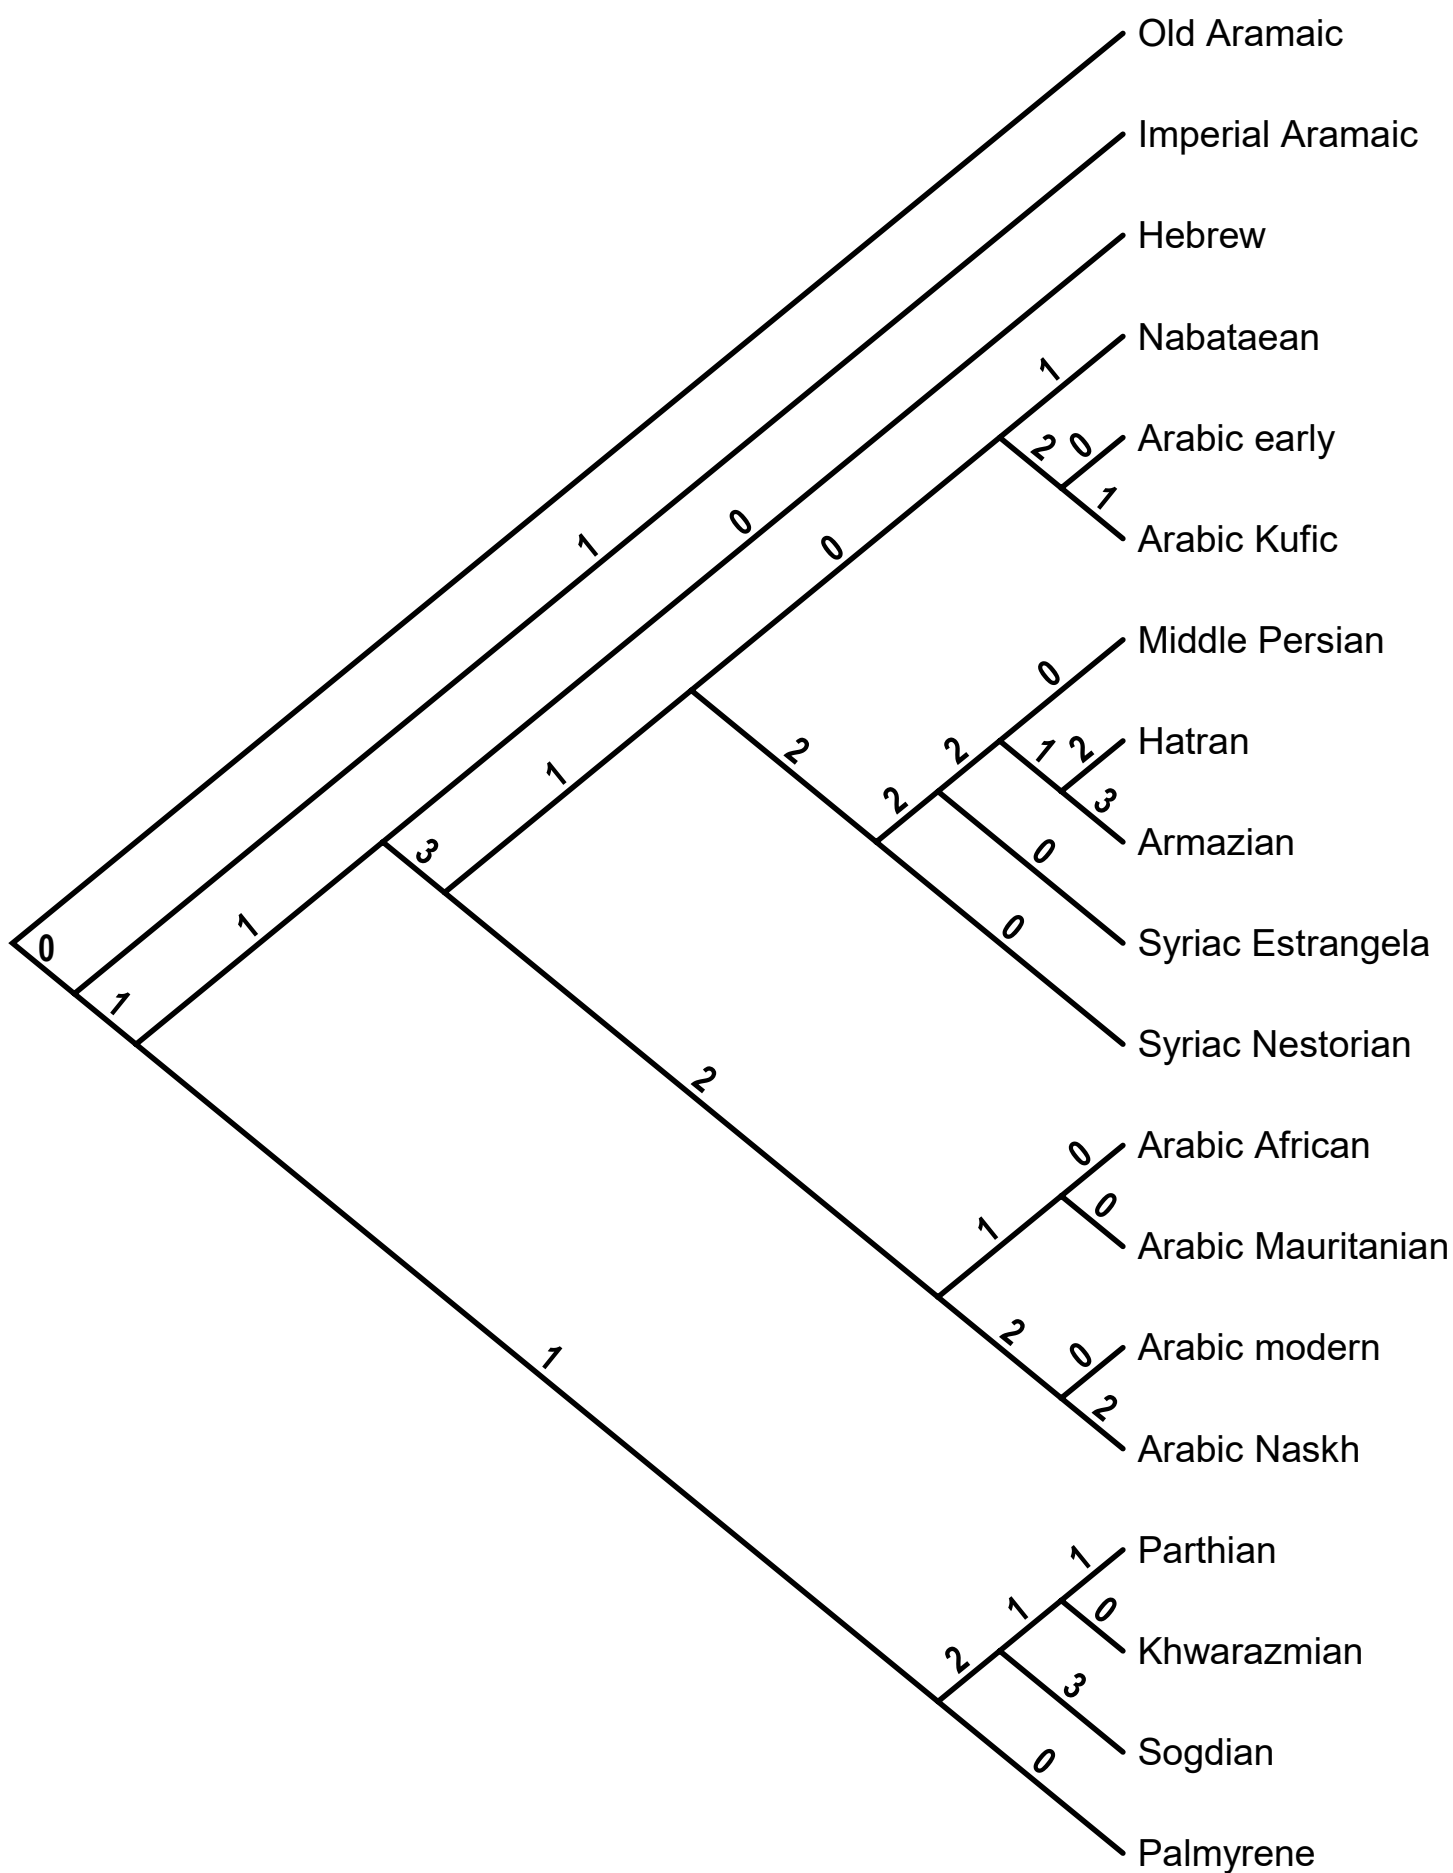 Old Aramaic
Imperial Aramaic
Hebrew
Nabataean
1
Arabic early
2 0
1
Arabic Kufic
1
0
0
Middle Persian
0
Hatran
2
2
1 2
1
2
3
Armazian
3
0
1
0
0
Syriac Estrangela
1
Syriac Nestorian
2
0
Arabic African
0
1
Arabic Mauritanian
2
0
Arabic modern
1
2
Arabic Naskh
1
Parthian
1
0
2
Khwarazmian
3
Sogdian
0
Palmyrene